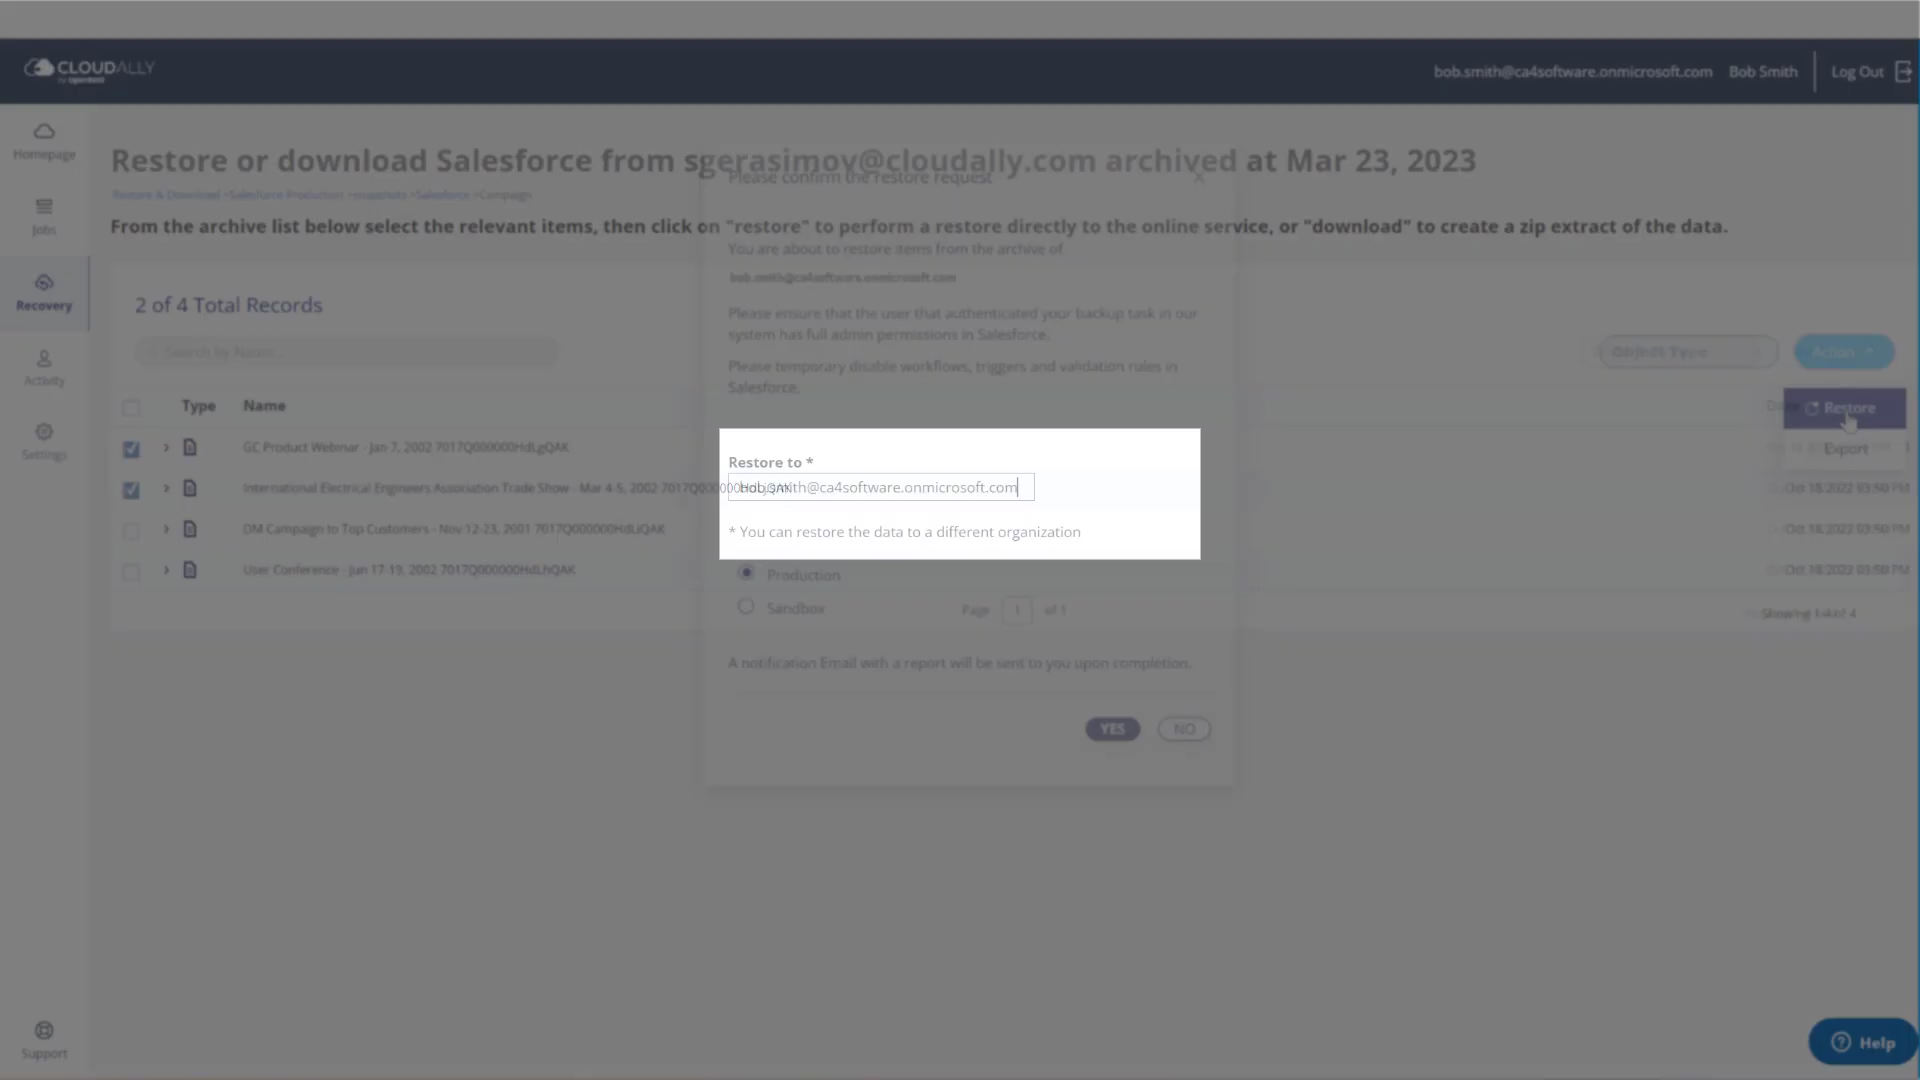 CLOUDALLY
bob.smith@ca4software.onmicrosoft.com Bob Smith Log Out
Homepage
Jobs
Recovery
Activity
Settings
Support
Restore or download Salesforce from sgerasimov@cloudally.com archived at Mar 23, 2023
Restore & Download >Salesforce Production >snapshots >Salesforce >Campaign
From the archive list below select the relevant items, then click on "restore" to perform a restore directly to the online service, or "download" to create a zip extract of the data.
2 of 4 Total Records
Search by Name...
Object Type
Action
Restore
Export
Type Name
GC Product Webinar - Jan 7, 2002 7017Q000000HdLgQAK
International Electrical Engineers Association Trade Show - Mar 4-5, 2002 Oct 18 2022 03:50 PM
DM Campaign to Top Customers - Nov 12-23, 2001 7017Q000000HdLiQAK Oct 18 2022 03:50 PM
User Conference - Jun 17-19, 2002 7017Q000000HdLhQAK Oct 18 2022 03:50 PM
Page 1 of 1
Showing 1-4 of 4
Please confirm the restore request
You are about to restore items from the archive of
bob.smith@ca4software.onmicrosoft.com
Please ensure that the user that authenticated your backup task in our
system has full admin permissions in Salesforce.
Please temporary disable workflows, triggers and validation rules in
Salesforce.
Restore to *
bob.smith@ca4software.onmicrosoft.com
* You can restore the data to a different organization
Production
Sandbox
A notification Email with a report will be sent to you upon completion.
YES NO
Help